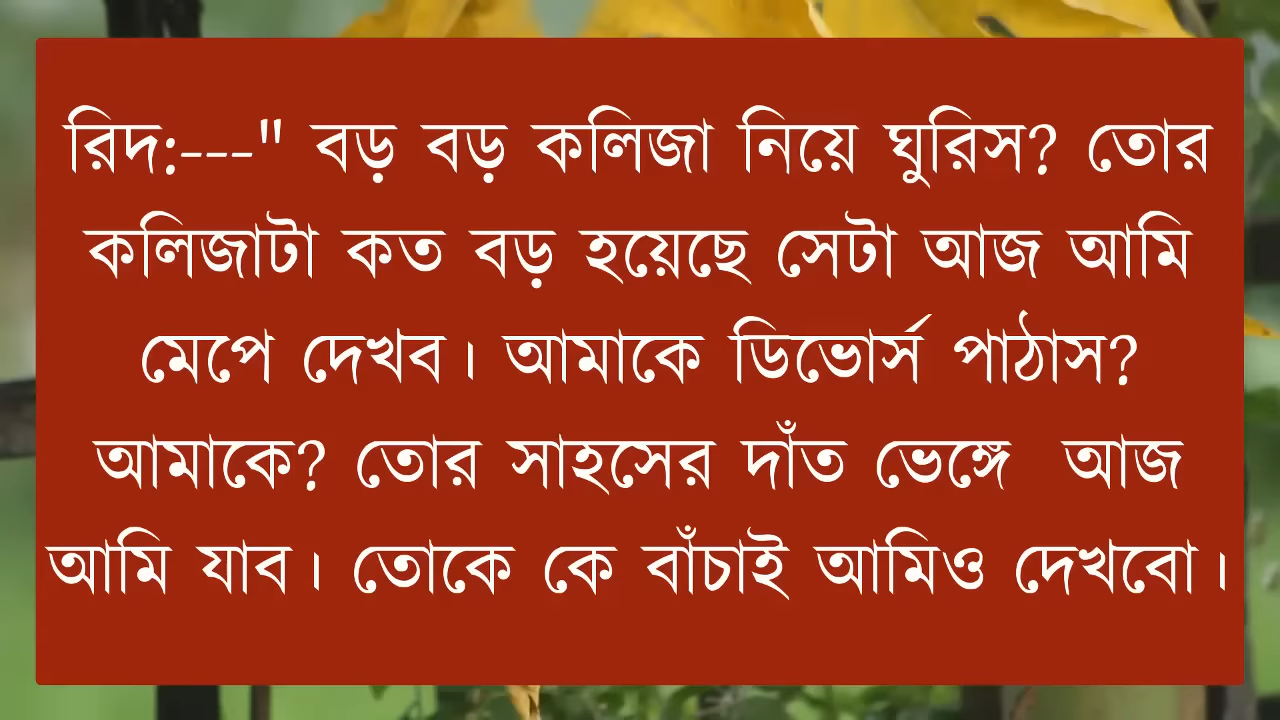 রিদ:---" বড় বড় কলিজা নিয়ে ঘুরিস? তোর
কলিজাটা কত বড় হয়েছে সেটা আজ আমি
মেপে দেখব। আমাকে ডিভোর্স পাঠাস?
আমাকে? তোর সাহসের দাঁত ভেঙ্গে  আজ
আমি যাব। তোকে কে বাঁচাই আমিও দেখবো।